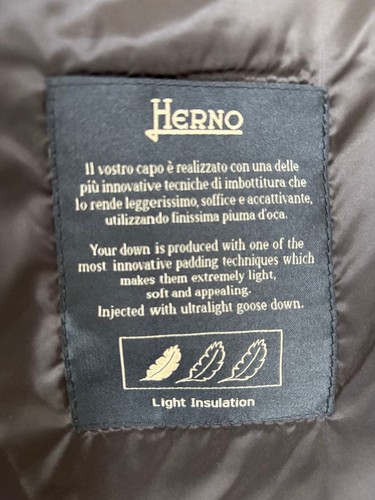 HERNO
Il vostro capo è realizzato con una delle
più innovative tecniche di imbottitura che
lo rende leggerissimo, soffice e accattivante,
utilizzando finissima piuma d'oca.
Your down is produced with one of the
most innovative padding techniques which
makes them extremely light,
soft and appealing.
Injected with ultralight goose down.
Light Insulation